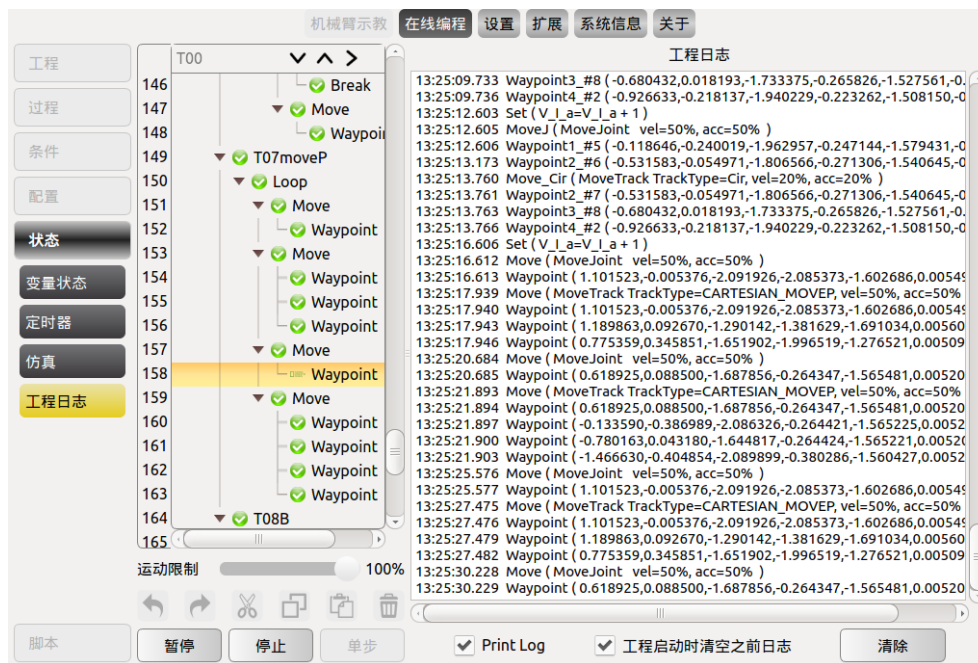 机械臂示教 在线编程 设置 扩展 系统信息 关于
工程
过程
条件
配置
状态
变量状态
定时器
仿真
工程日志
脚本
T00
146 Break
147 Move
148 Waypoi
149 T07moveP
150 Loop
151 Move
152 Waypoint
153 Move
154 Waypoint
155 Waypoint
156 Waypoint
157 Move
158 Waypoint
159 Move
160 Waypoint
161 Waypoint
162 Waypoint
163 Waypoint
164 T08B
165
运动限制 100%
暂停 停止 单步
工程日志
13:25:09.733 Waypoint3_#8 ( -0.680432,0.018193,-1.733375,-0.265826,-1.527561,-0.
13:25:09.736 Waypoint4_#2 ( -0.926633,-0.218137,-1.940229,-0.223262,-1.508150,-0
13:25:12.603 Set ( V_I_a=V_I_a + 1 )
13:25:12.605 MoveJ ( MoveJoint vel=50%, acc=50% )
13:25:12.606 Waypoint1_#5 ( -0.118646,-0.240019,-1.962957,-0.247144,-1.579431,-0
13:25:13.173 Waypoint2_#6 ( -0.531583,-0.054971,-1.806566,-0.271306,-1.540645,-0
13:25:13.760 Move_Cir ( MoveTrack TrackType=Cir, vel=20%, acc=20% )
13:25:13.761 Waypoint2_#7 ( -0.531583,-0.054971,-1.806566,-0.271306,-1.540645,-0
13:25:13.763 Waypoint3_#8 ( -0.680432,0.018193,-1.733375,-0.265826,-1.527561,-0.
13:25:13.766 Waypoint4_#2 ( -0.926633,-0.218137,-1.940229,-0.223262,-1.508150,-0
13:25:16.606 Set ( V_I_a=V_I_a + 1 )
13:25:16.612 Move ( MoveJoint vel=50%, acc=50% )
13:25:16.613 Waypoint ( 1.101523,-0.005376,-2.091926,-2.085373,-1.602686,0.00549
13:25:17.939 Move ( MoveTrack TrackType=CARTESIAN_MOVEP, vel=50%, acc=50%
13:25:17.940 Waypoint ( 1.101523,-0.005376,-2.091926,-2.085373,-1.602686,0.00549
13:25:17.943 Waypoint ( 1.189863,0.092670,-1.290142,-1.381629,-1.691034,0.00560
13:25:17.946 Waypoint ( 0.775359,0.345851,-1.651902,-1.996519,-1.276521,0.00509
13:25:20.684 Move ( MoveJoint vel=50%, acc=50% )
13:25:20.685 Waypoint ( 0.618925,0.088500,-1.687856,-0.264347,-1.565481,0.00520
13:25:21.893 Move ( MoveTrack TrackType=CARTESIAN_MOVEP, vel=50%, acc=50%
13:25:21.894 Waypoint ( 0.618925,0.088500,-1.687856,-0.264347,-1.565481,0.00520
13:25:21.897 Waypoint ( -0.133590,-0.386989,-2.086326,-0.264421,-1.565225,0.0052
13:25:21.900 Waypoint ( -0.780163,0.043180,-1.644817,-0.264424,-1.565221,0.00520
13:25:21.903 Waypoint ( -1.466630,-0.404854,-2.089899,-0.380286,-1.560427,0.0052
13:25:25.576 Move ( MoveJoint vel=50%, acc=50% )
13:25:25.577 Waypoint ( 1.101523,-0.005376,-2.091926,-2.085373,-1.602686,0.00549
13:25:27.475 Move ( MoveTrack TrackType=CARTESIAN_MOVEP, vel=50%, acc=50%
13:25:27.476 Waypoint ( 1.101523,-0.005376,-2.091926,-2.085373,-1.602686,0.00549
13:25:27.479 Waypoint ( 1.189863,0.092670,-1.290142,-1.381629,-1.691034,0.00560
13:25:27.482 Waypoint ( 0.775359,0.345851,-1.651902,-1.996519,-1.276521,0.00509
13:25:30.228 Move ( MoveJoint vel=50%, acc=50% )
13:25:30.229 Waypoint ( 0.618925,0.088500,-1.687856,-0.264347,-1.565481,0.00520
Print Log 工程启动时清空之前日志 清除